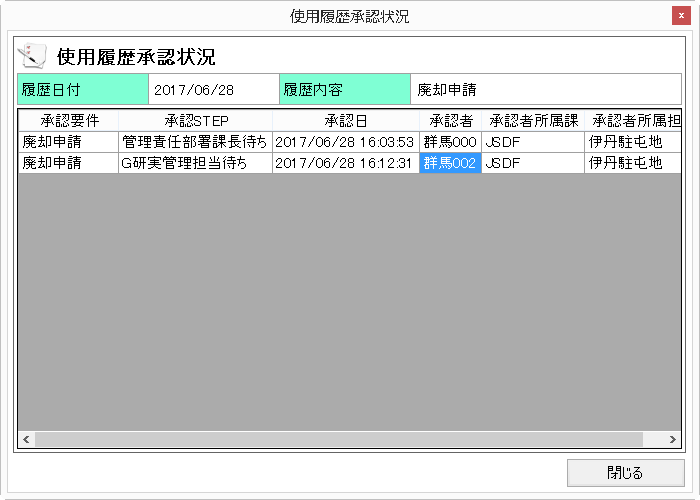 使用履歴承認状況
使用履歴承認状況
履歴日付 2017/06/28 履歴内容 廃却申請
承認要件 承認STEP 承認日 承認者 承認者所属課 承認者所属担
廃却申請 管理責任部署課長待ち 2017/06/28 16:03:53 群馬000 JSDF 伊丹駐屯地
廃却申請 G研実管理担当待ち 2017/06/28 16:12:31 群馬002 JSDF 伊丹駐屯地
閉じる